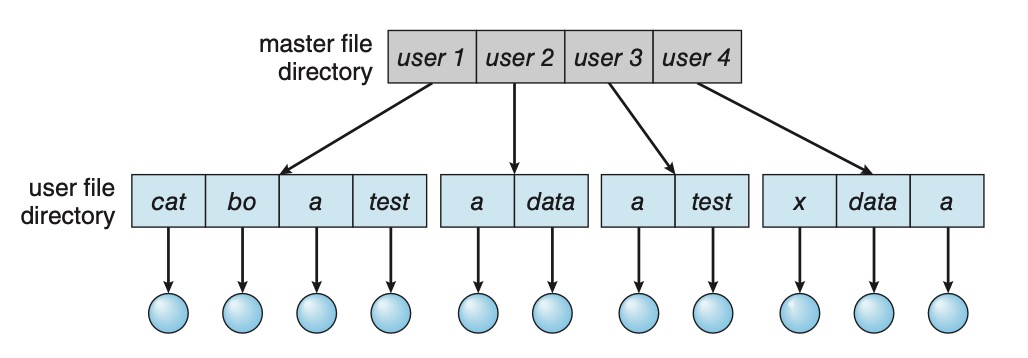 master file
directory
user 1 user 2 user 3 user 4
user file
directory
cat bo a test a data a test x data a